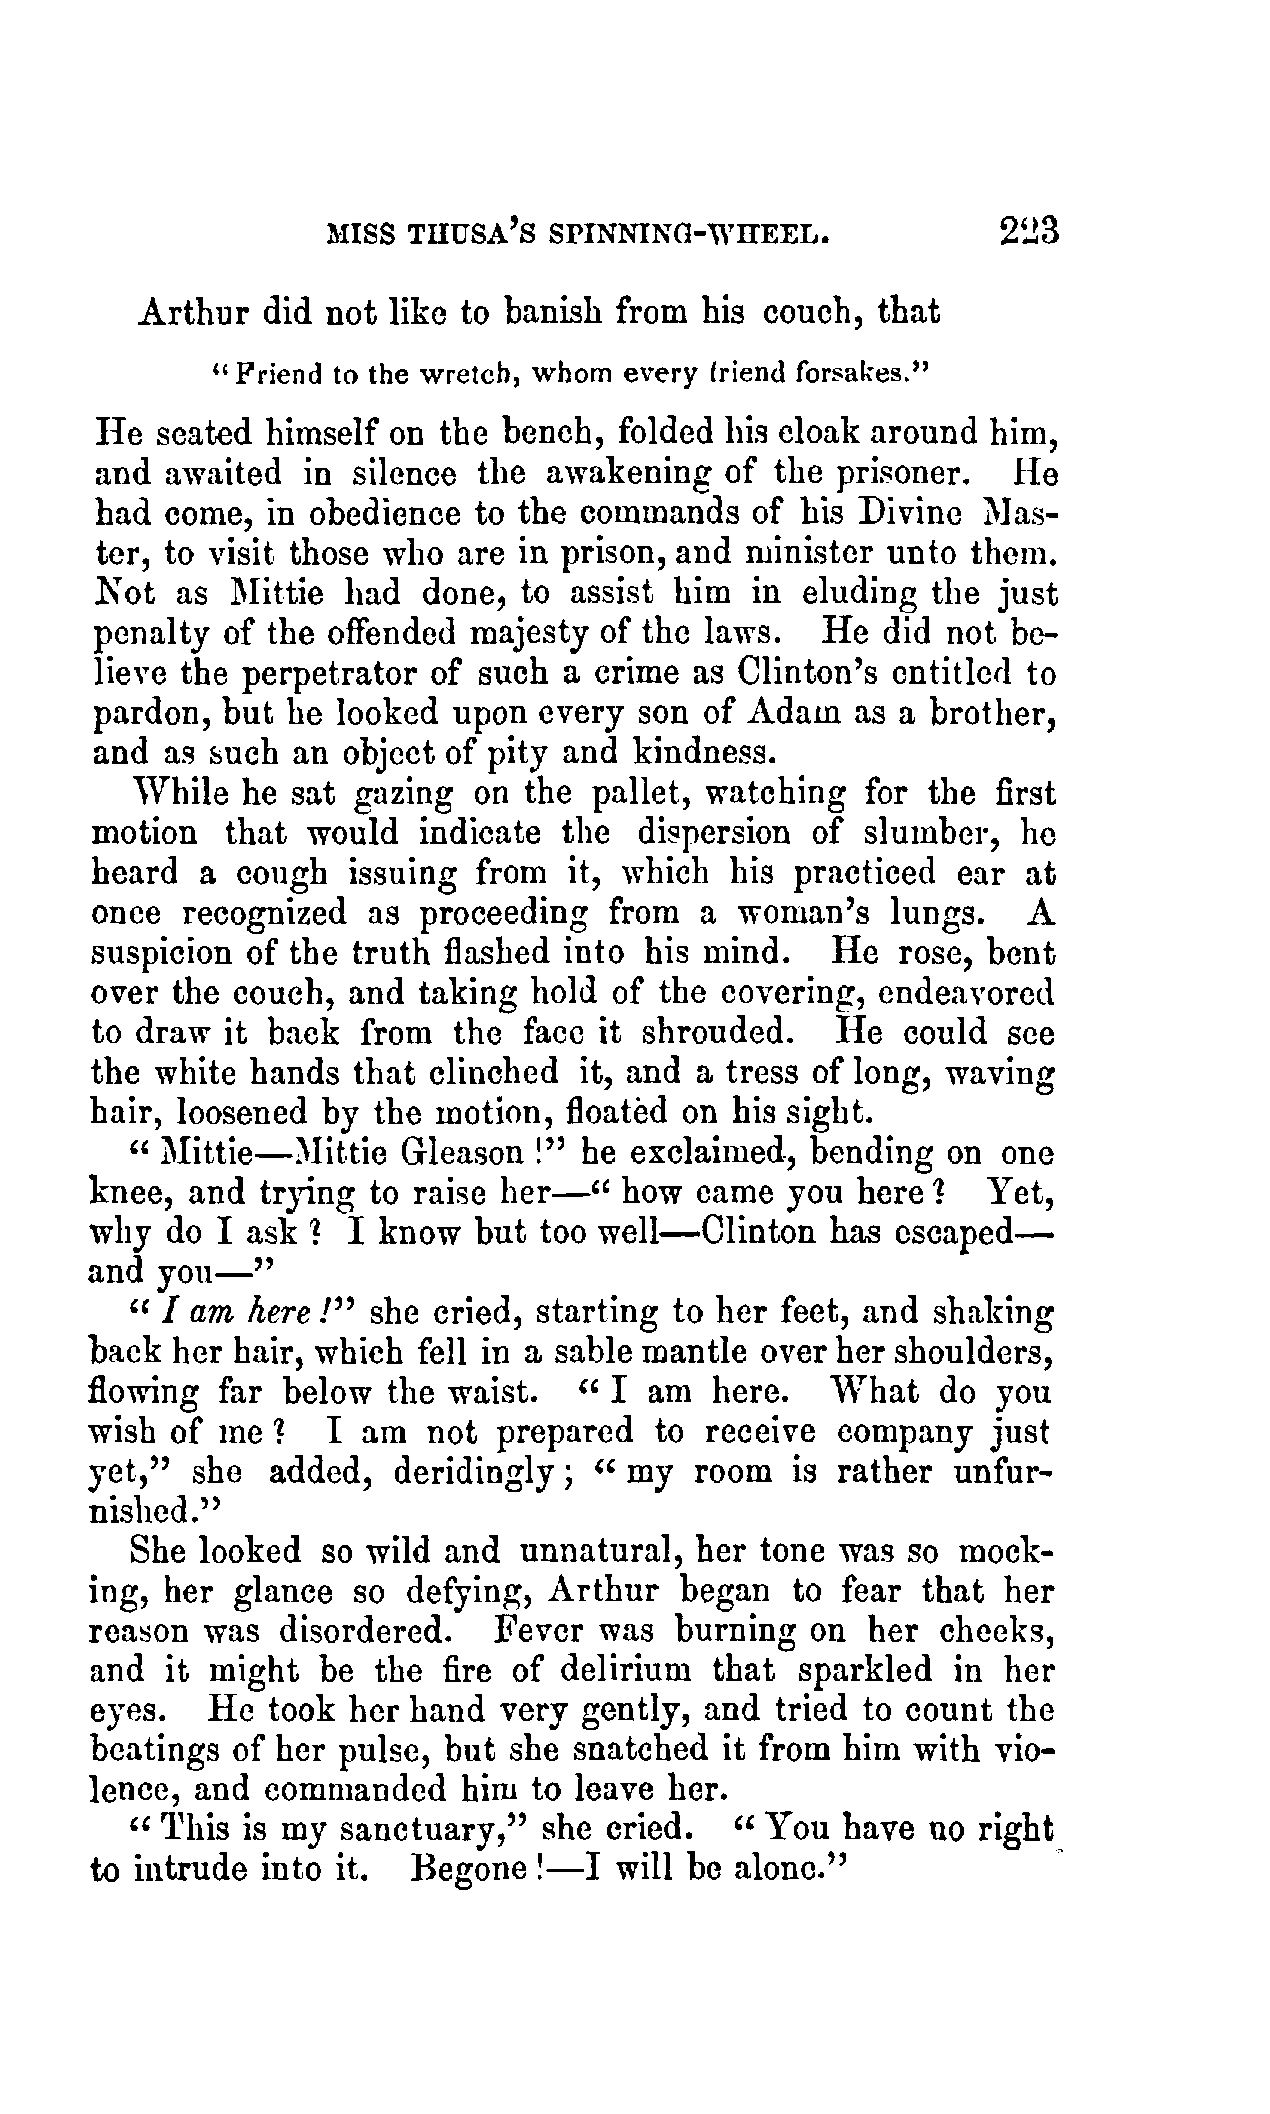 MISS THUSA'S SPINNING-WHEEL. 223
Arthur did not like to banish from his couch, that
"Friend to the wretch, whom every friend forsakes."
He seated himself on the bench, folded his cloak around him,
and awaited in silence the awakening of the prisoner. He
had come, in obedience to the commands of his Divine Mas-
ter, to visit those who are in prison, and minister unto them.
Not as Mittie had done, to assist him in eluding the just
penalty of the offended majesty of the laws. He did not be-
lieve the perpetrator of such a crime as Clinton's entitled to
pardon, but he looked upon every son of Adam as a brother,
and as such an object of pity and kindness.
While he sat gazing on the pallet, watching for the first
motion that would indicate the dispersion of slumber, he
heard a cough issuing from it, which his practiced ear at
once recognized as proceeding from a woman's lungs. A
suspicion of the truth flashed into his mind. He rose, bent
over the couch, and taking hold of the covering, endeavored
to draw it back from the face it shrouded. He could see
the white hands that clinched it, and a tress of long, waving
hair, loosened by the motion, floated on his sight.
"Mittie—Mittie Gleason!" he exclaimed, bending on one
knee, and trying to raise her—"how came you here? Yet,
why do I ask? I know but too well—Clinton has escaped—
and you—"
"I am here!" she cried, starting to her feet, and shaking
back her hair, which fell in a sable mantle over her shoulders,
flowing far below the waist. "I am here. What do you
wish of me? I am not prepared to receive company just
yet," she added, deridingly; "my room is rather unfur-
nished."
She looked so wild and unnatural, her tone was so mock-
ing, her glance so defying, Arthur began to fear that her
reason was disordered. Fever was burning on her cheeks,
and it might be the fire of delirium that sparkled in her
eyes. He took her hand very gently, and tried to count the
beatings of her pulse, but she snatched it from him with vio-
lence, and commanded him to leave her.
"This is my sanctuary," she cried. "You have no right
to intrude into it. Begone!—I will be alone."